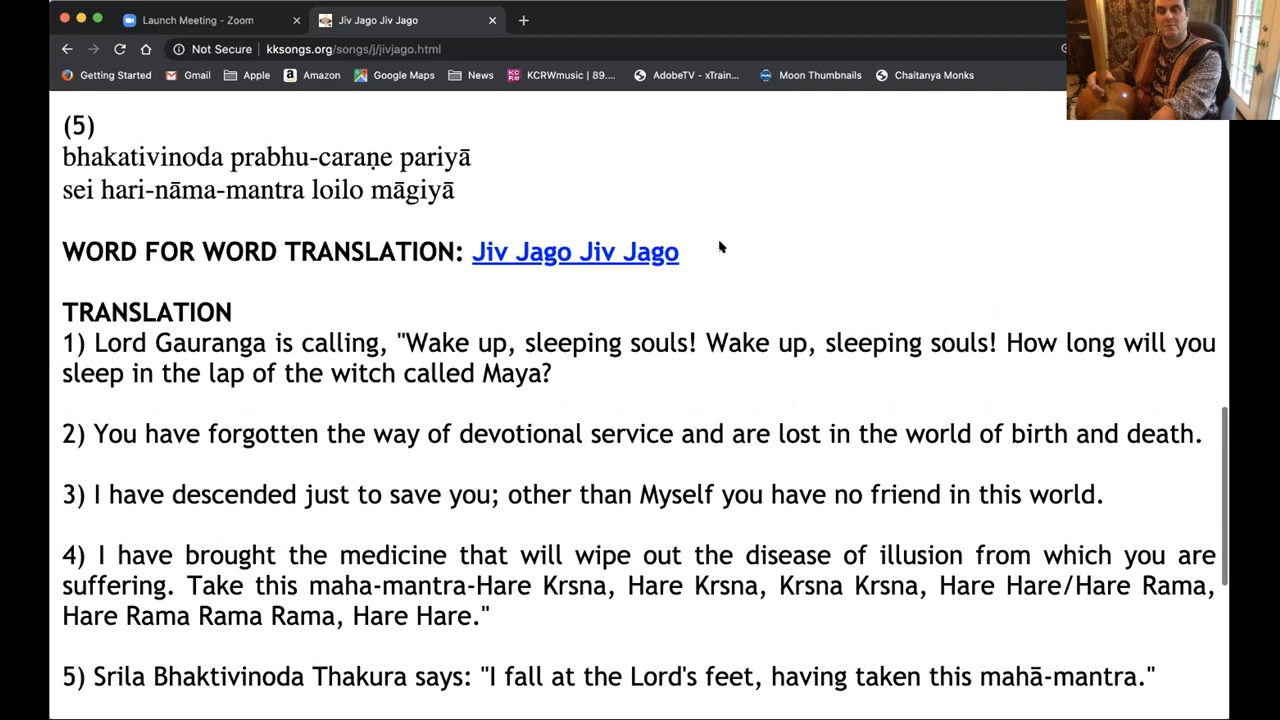 Launch Meeting - Zoom
Jiv Jago Jiv Jago
Not Secure | kksongs.org/songs/j/jivjago.html
Getting Started Gmail Apple Amazon Google Maps News KCRWmusic | 89.... AdobeTV - xTrain... Moon Thumbnails Chaitanya Monks
(5)
bhakativinoda prabhu-caraṇe pariyā
sei hari-nāma-mantra loilo māgiyā
WORD FOR WORD TRANSLATION: Jiv Jago Jiv Jago
TRANSLATION
1) Lord Gauranga is calling, "Wake up, sleeping souls! Wake up, sleeping souls! How long will you
sleep in the lap of the witch called Maya?
2) You have forgotten the way of devotional service and are lost in the world of birth and death.
3) I have descended just to save you; other than Myself you have no friend in this world.
4) I have brought the medicine that will wipe out the disease of illusion from which you are
suffering. Take this maha-mantra-Hare Krsna, Hare Krsna, Krsna Krsna, Hare Hare/Hare Rama,
Hare Rama Rama Rama, Hare Hare."
5) Srila Bhaktivinoda Thakura says: "I fall at the Lord's feet, having taken this mahā-mantra."